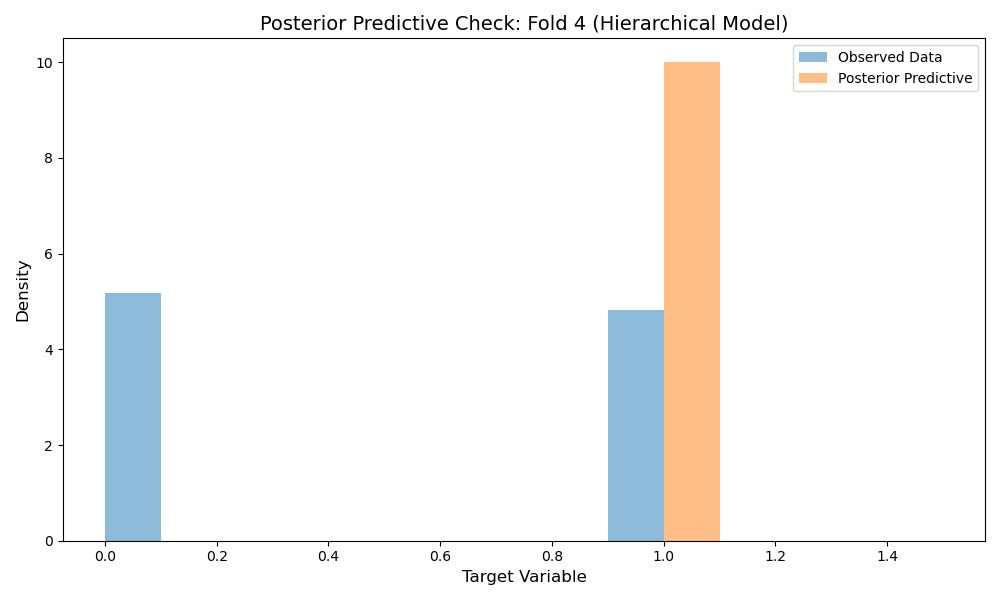 Posterior Predictive Check: Fold 4 (Hierarchical Model)
Observed Data
Posterior Predictive
10
8
6
4
2
0
Density
0.0 0.2 0.4 0.6 0.8 1.0 1.2 1.4
Target Variable